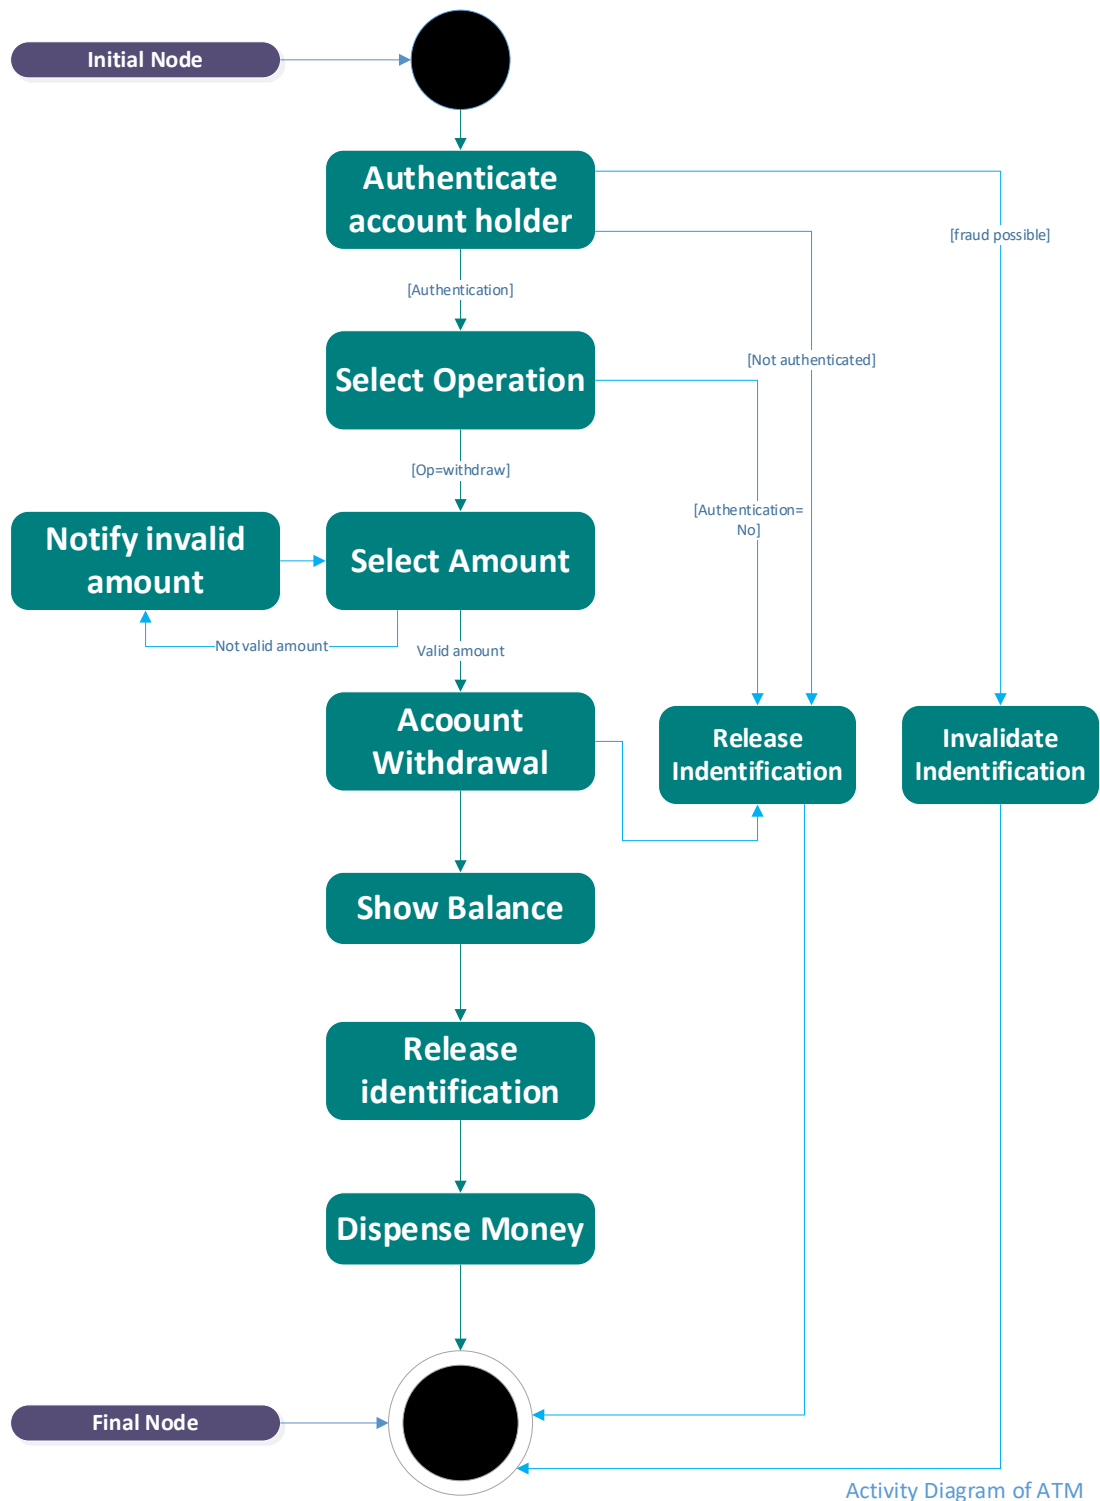 Initial Node
Authenticate
account holder
[fraud possible]
[Authentication]
[Not authenticated]
Select Operation
[Op=withdraw]
[Authentication=
No]
Notify invalid
amount
Select Amount
Not valid amount
Valid amount
Acoount
Withdrawal
Release
Indentification
Invalidate
Indentification
Show Balance
Release
identification
Dispense Money
Final Node
Activity Diagram of ATM